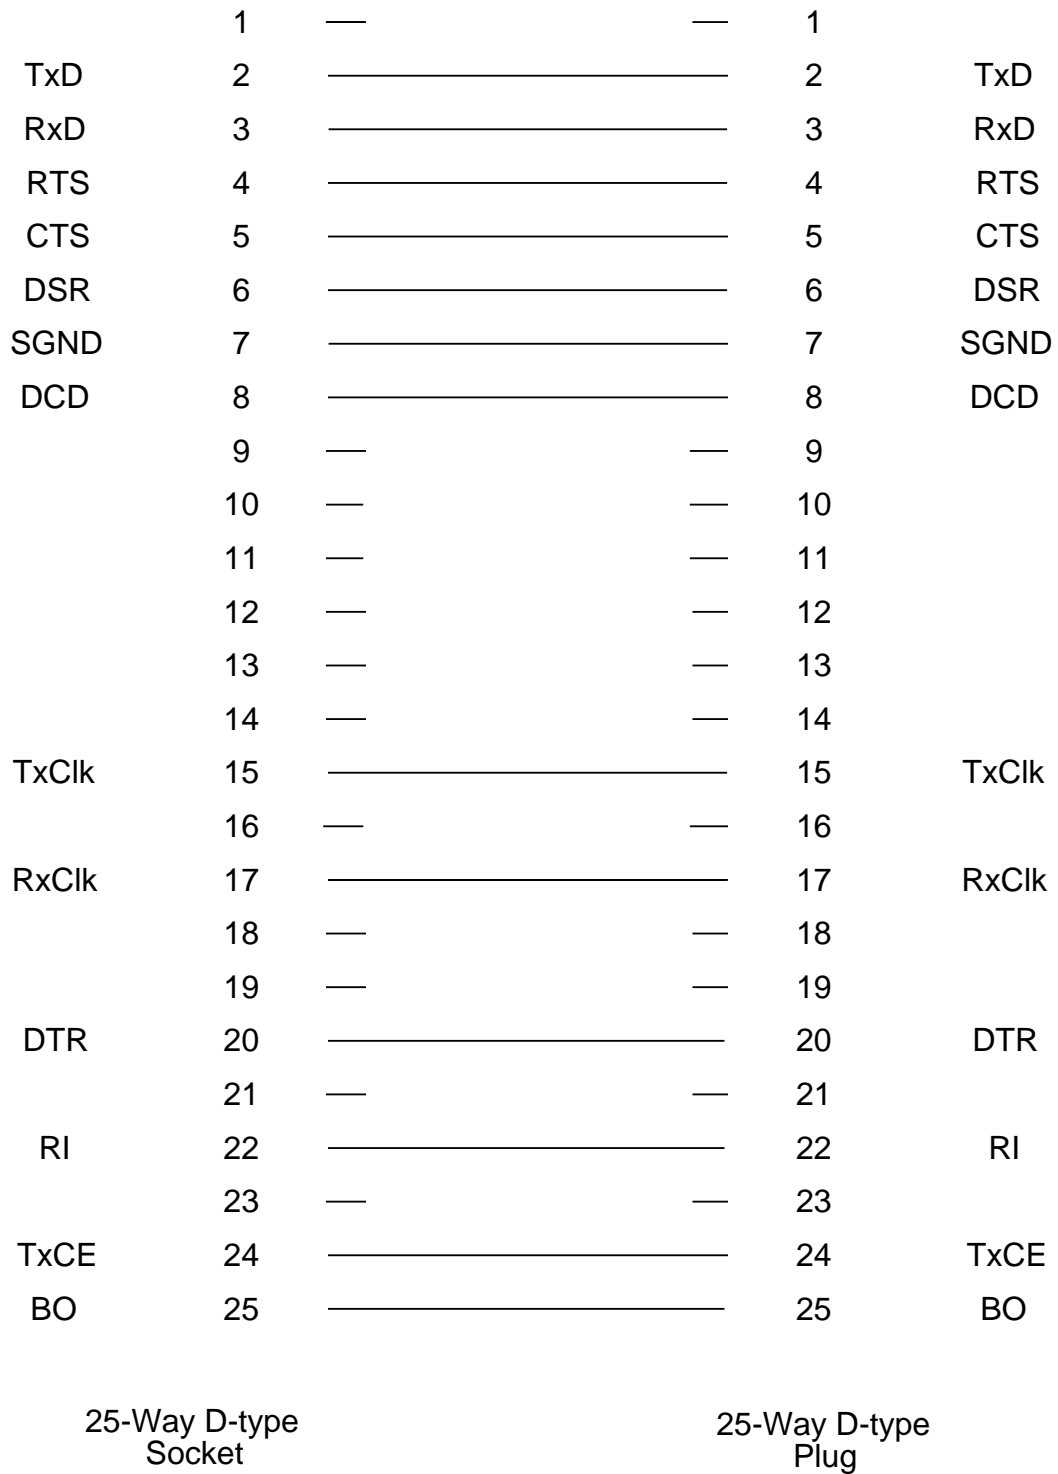 1 1
TxD 2 2 TxD
RxD 3 3 RxD
RTS 4 4 RTS
CTS 5 5 CTS
DSR 6 6 DSR
SGND 7 7 SGND
DCD 8 8 DCD
9 9
10 10
11 11
12 12
13 13
14 14
TxClk 15 15 TxClk
16 16
RxClk 17 17 RxClk
18 18
19 19
DTR 20 20 DTR
21 21
RI 22 22 RI
23 23
TxCE 24 24 TxCE
BO 25 25 BO
25-Way D-type 25-Way D-type
Socket Plug